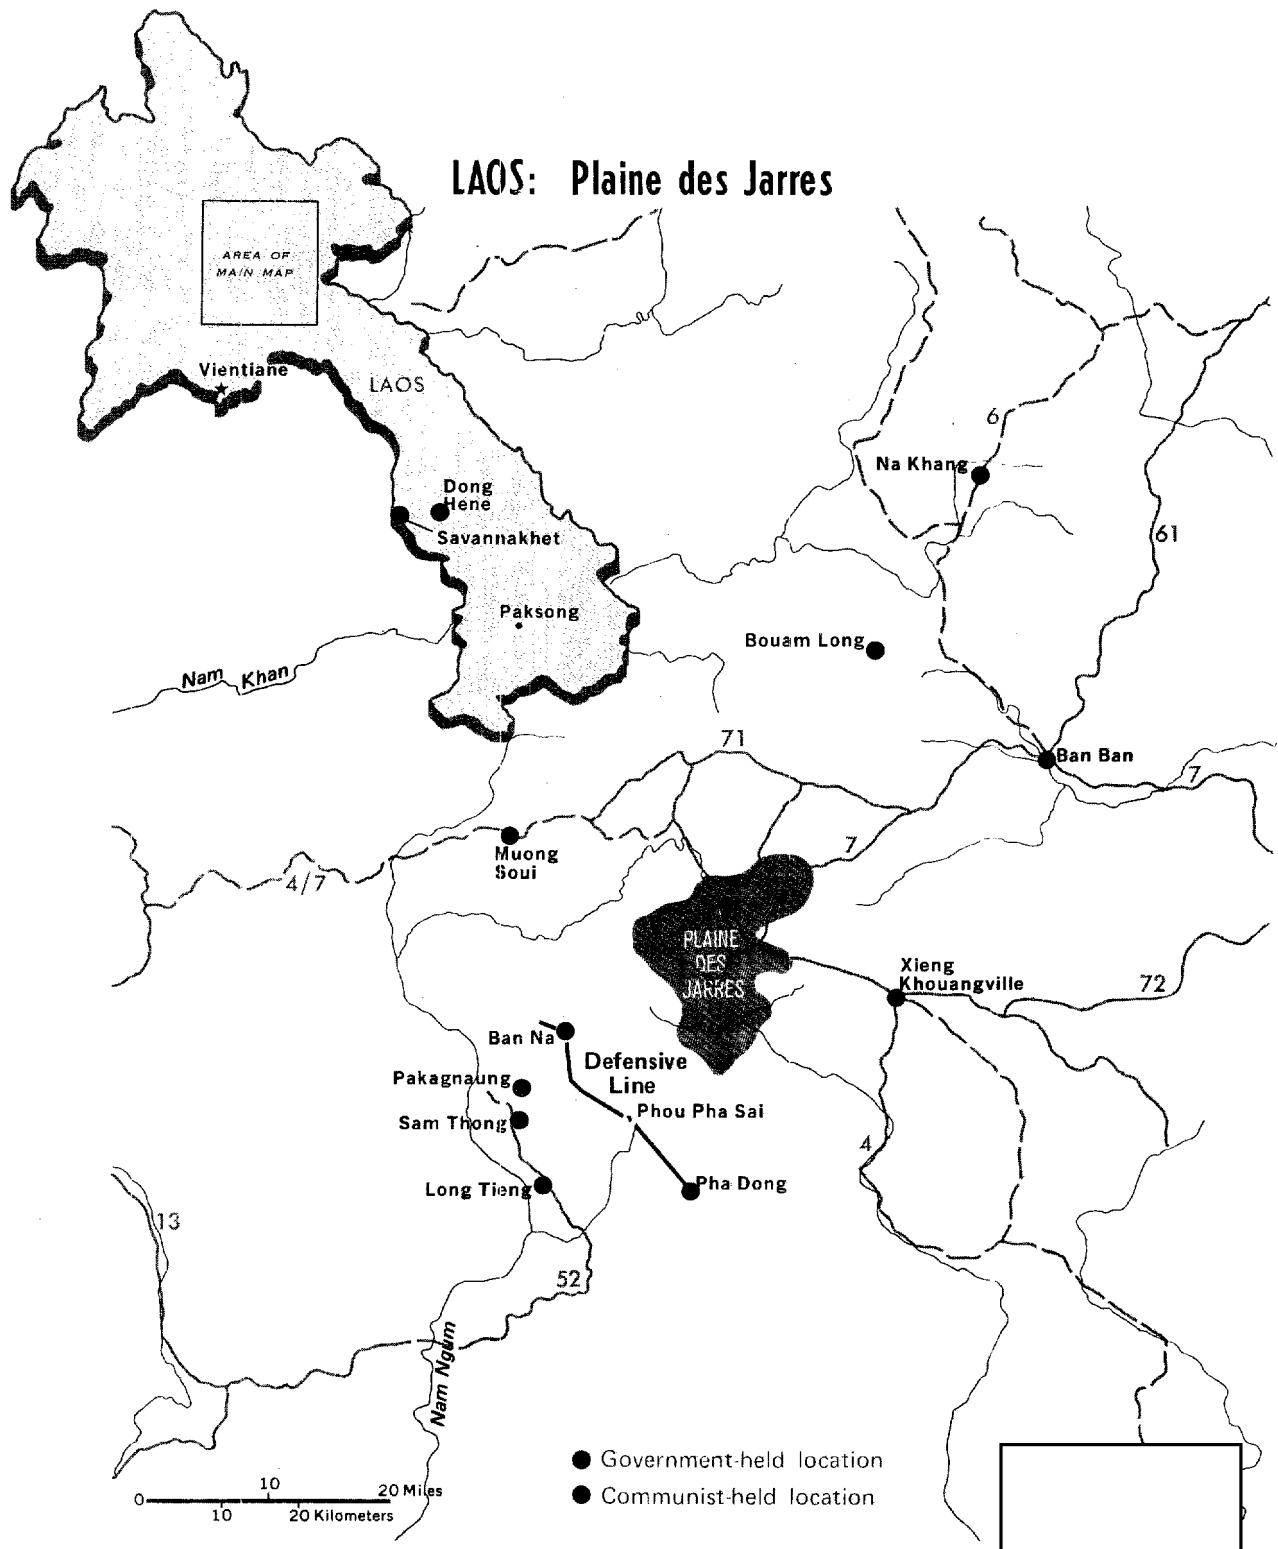 LAOS: Plaine des Jarres
AREA OF
MAIN MAP
Vientiane
LAOS
Dong
Hene
Savannakhet
Paksong
Nam Khan
6
Na Khang
61
Bouam Long
Ban Ban
71
7
7
Muong
Soui
4/7
PLAINE
DES
JARRES
Xieng
Khouangville
72
Ban Na
Defensive
Line
Pakagnaung
Phou Pha Sai
Sam Thong
4
Long Tieng
Pha Dong
13
52
Nam Ngum
Government-held location
Communist-held location
0 10 20 Miles
10 20 Kilometers